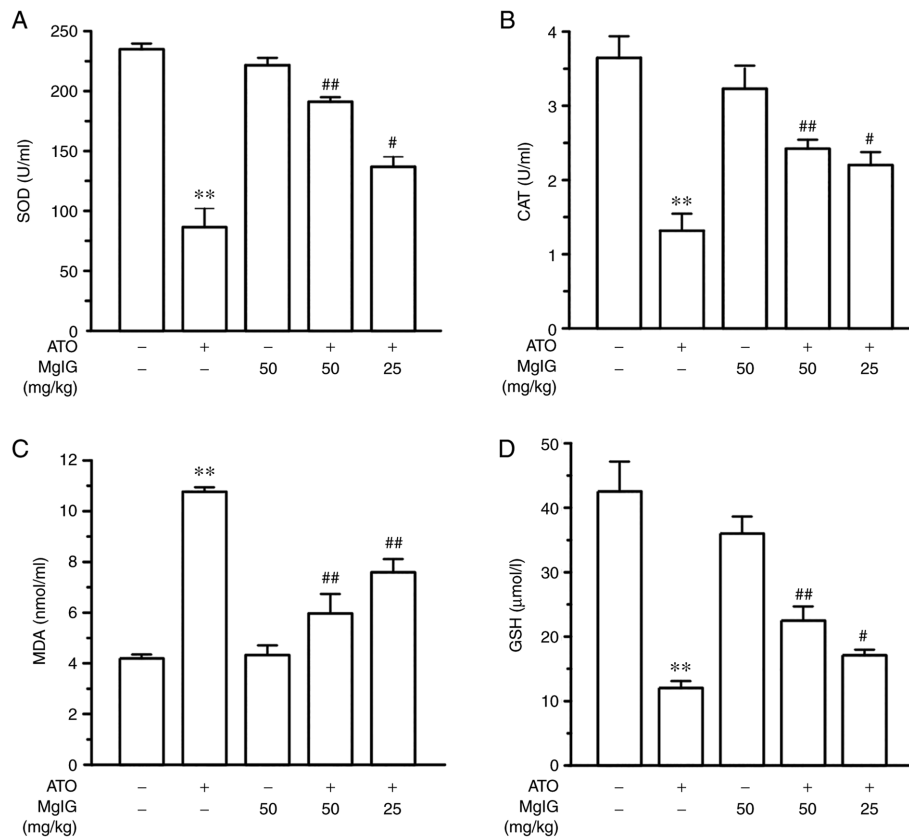 A
250
200
150
100
50
0
SOD (U/ml)
**
##
#
ATO – + – + +
MgIG – – 50 50 25
(mg/kg)
B
4
3
2
1
0
CAT (U/ml)
**
##
#
ATO – + – + +
MgIG – – 50 50 25
(mg/kg)
C
12
10
8
6
4
2
0
MDA (nmol/ml)
**
##
##
ATO – + – + +
MgIG – – 50 50 25
(mg/kg)
D
50
40
30
20
10
0
GSH (μmol/l)
**
##
#
ATO – + – + +
MgIG – – 50 50 25
(mg/kg)